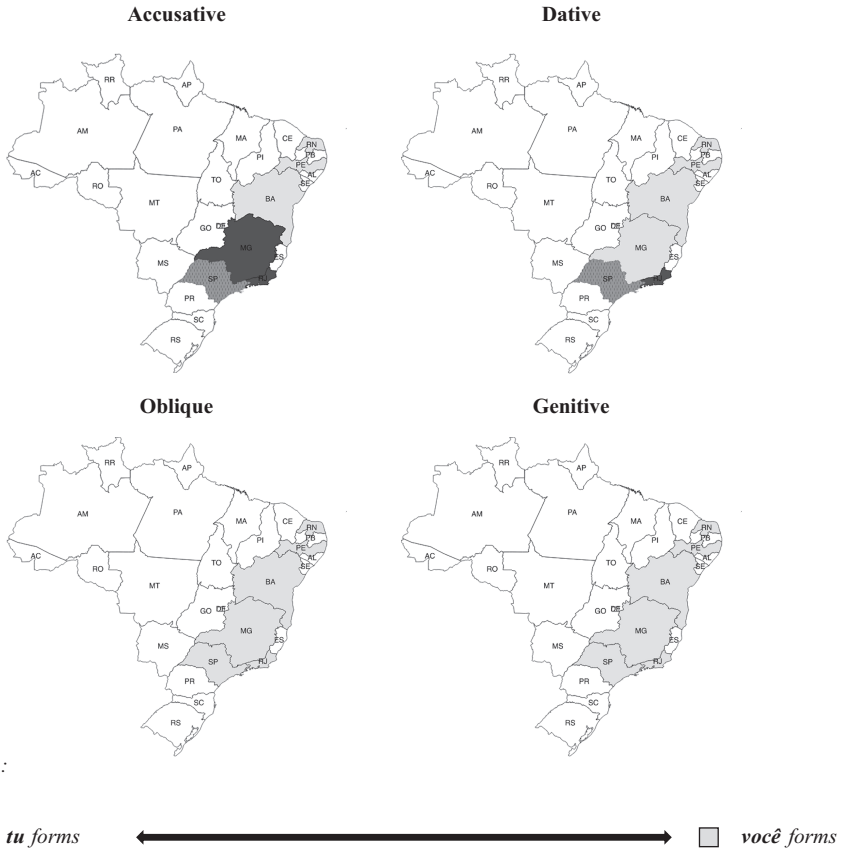 Accusative
Dative
RR
AP
AM
PA
MA
CE
RN
PB
PI
PE
AL
SE
AC
RO
TO
BA
MT
GO
DF
MG
ES
MS
SP
RJ
PR
SC
RS
RR
AP
AM
PA
MA
CE
RN
PB
PI
PE
AL
SE
AC
RO
TO
BA
MT
GO
DF
MG
ES
MS
SP
RJ
PR
SC
RS
Oblique
Genitive
RR
AP
AM
PA
MA
CE
RN
PB
PI
PE
AL
SE
AC
RO
TO
BA
MT
GO
DF
MG
ES
MS
SP
RJ
PR
SC
RS
RR
AP
AM
PA
MA
CE
RN
PB
PI
PE
AL
SE
AC
RO
TO
BA
MT
GO
DF
MG
ES
MS
SP
RJ
PR
SC
RS
:
tu forms
você forms